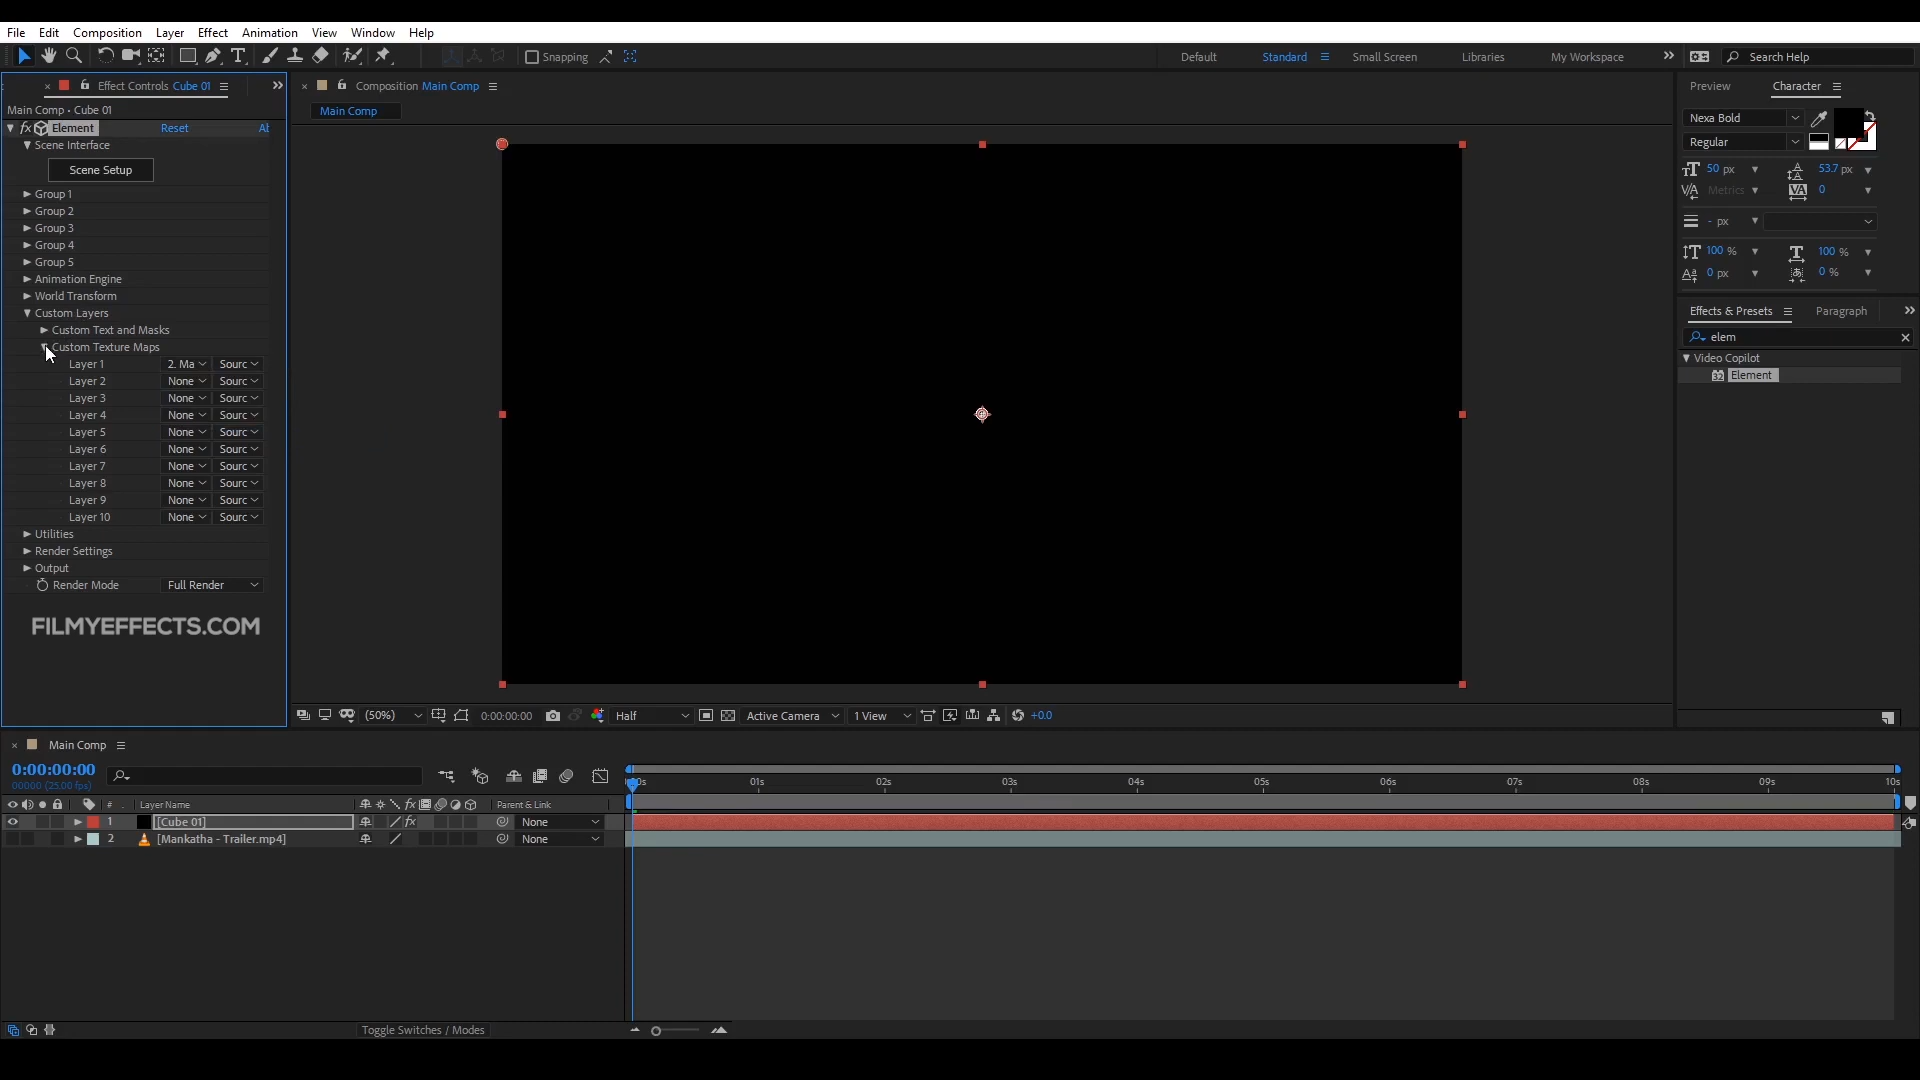 File Edit Composition Layer Effect Animation View Window Help
Snapping Default Standard Small Screen Libraries My Workspace Search Help
Effect Controls Cube 01
Main Comp • Cube 01
Element Reset Ab
Scene Interface
Scene Setup
Group 1
Group 2
Group 3
Group 4
Group 5
Animation Engine
World Transform
Custom Layers
Custom Text and Masks
Custom Texture Maps
Layer 1 2. Ma Sourc
Layer 2 None Sourc
Layer 3 None Sourc
Layer 4 None Sourc
Layer 5 None Sourc
Layer 6 None Sourc
Layer 7 None Sourc
Layer 8 None Sourc
Layer 9 None Sourc
Layer 10 None Sourc
Utilities
Render Settings
Output
Render Mode Full Render
FILMYEFFECTS.COM
Composition Main Comp
Main Comp
(50%) 0:00:00:00 Half Active Camera 1 View +0.0
Preview Character
Nexa Bold
Regular
50 px 53.7 px
Metrics 0
- px
100 % 100 %
0 px 0 %
Effects & Presets Paragraph
elem
Video Copilot
Element
Main Comp
0:00:00:00
00000 (25.00 fps)
# . Layer Name Parent & Link
1 [Cube 01] None
2 [Mankatha - Trailer.mp4] None
01s 02s 03s 04s 05s 06s 07s 08s 09s 10s
Toggle Switches / Modes